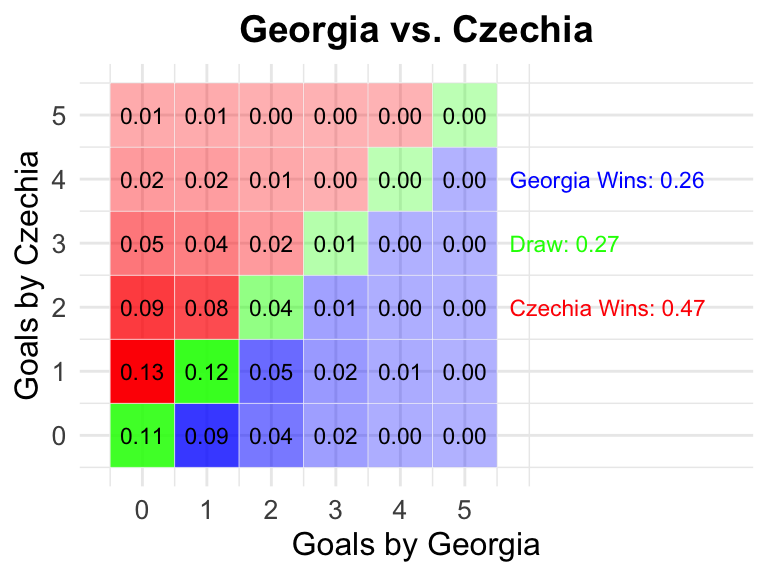 Georgia vs. Czechia
Goals by Czechia
5 0.01 0.01 0.00 0.00 0.00 0.00
4 0.02 0.02 0.01 0.00 0.00 0.00 Georgia Wins: 0.26
3 0.05 0.04 0.02 0.01 0.00 0.00 Draw: 0.27
2 0.09 0.08 0.04 0.01 0.00 0.00 Czechia Wins: 0.47
1 0.13 0.12 0.05 0.02 0.01 0.00
0 0.11 0.09 0.04 0.02 0.00 0.00
0 1 2 3 4 5
Goals by Georgia